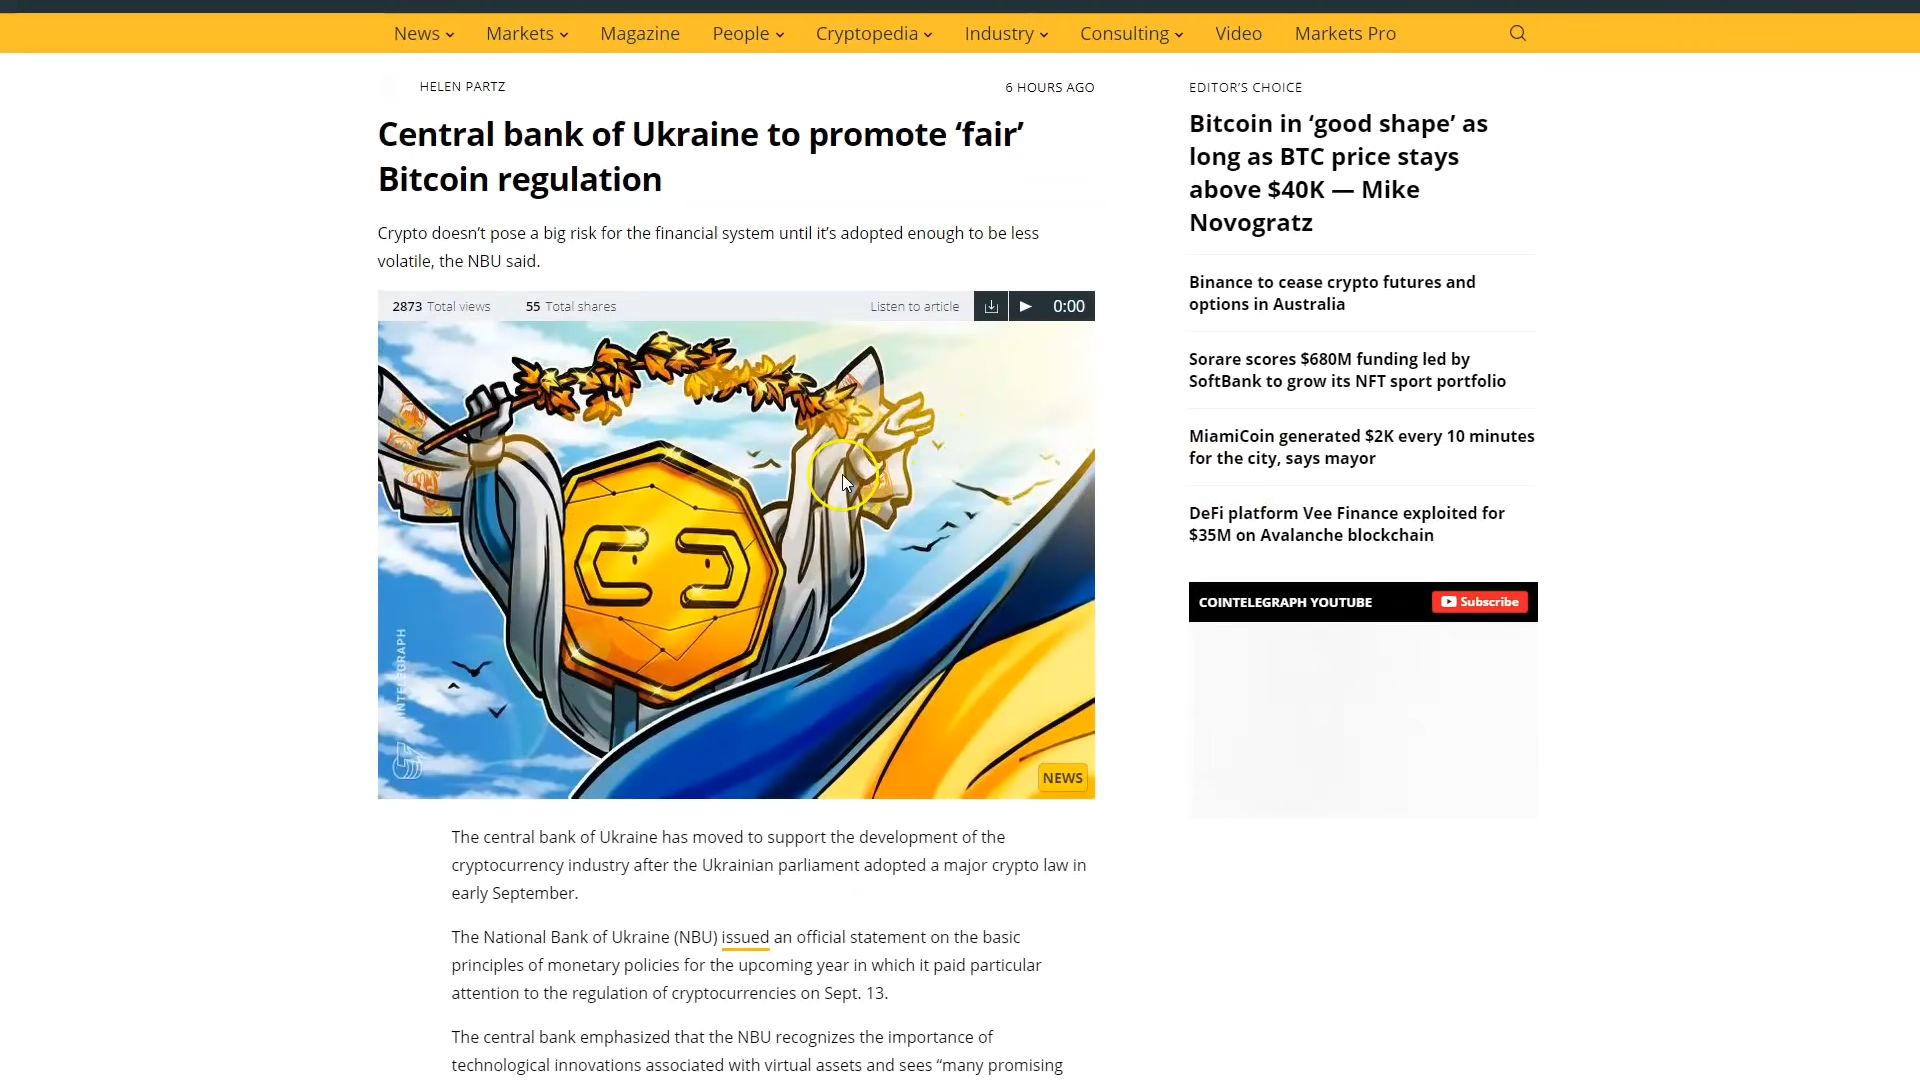 News Markets Magazine People Cryptopedia Industry Consulting Video Markets Pro
HELEN PARTZ
6 HOURS AGO
Central bank of Ukraine to promote ‘fair’
Bitcoin regulation
Crypto doesn’t pose a big risk for the financial system until it’s adopted enough to be less
volatile, the NBU said.
2873 Total views 55 Total shares Listen to article 0:00
COINTELEGRAPH
NEWS
The central bank of Ukraine has moved to support the development of the
cryptocurrency industry after the Ukrainian parliament adopted a major crypto law in
early September.
The National Bank of Ukraine (NBU) issued an official statement on the basic
principles of monetary policies for the upcoming year in which it paid particular
attention to the regulation of cryptocurrencies on Sept. 13.
The central bank emphasized that the NBU recognizes the importance of
technological innovations associated with virtual assets and sees “many promising
EDITOR’S CHOICE
Bitcoin in ‘good shape’ as
long as BTC price stays
above $40K — Mike
Novogratz
Binance to cease crypto futures and
options in Australia
Sorare scores $680M funding led by
SoftBank to grow its NFT sport portfolio
MiamiCoin generated $2K every 10 minutes
for the city, says mayor
DeFi platform Vee Finance exploited for
$35M on Avalanche blockchain
COINTELEGRAPH YOUTUBE Subscribe